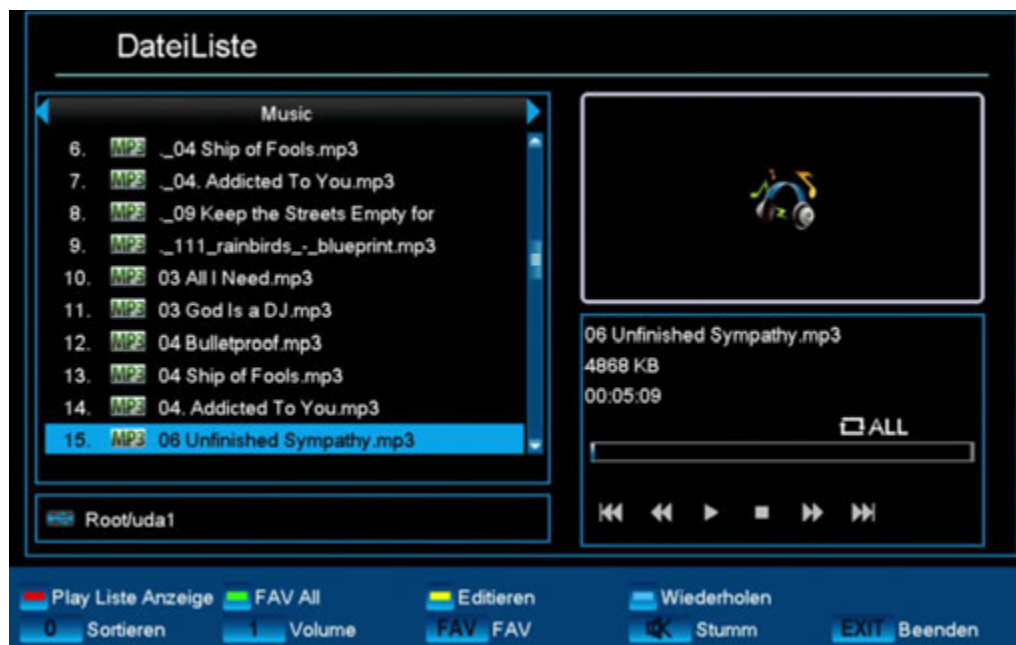 DateiListe
Music
6. MP3 ._04 Ship of Fools.mp3
7. MP3 ._04. Addicted To You.mp3
8. MP3 ._09 Keep the Streets Empty for
9. MP3 ._111_rainbirds_-_blueprint.mp3
10. MP3 03 All I Need.mp3
11. MP3 03 God Is a DJ.mp3
12. MP3 04 Bulletproof.mp3
13. MP3 04 Ship of Fools.mp3
14. MP3 04. Addicted To You.mp3
15. MP3 06 Unfinished Sympathy.mp3
Root/uda1
06 Unfinished Sympathy.mp3
4868 KB
00:05:09
ALL
Play Liste Anzeige FAV All Editieren Wiederholen
0 Sortieren 1 Volume FAV FAV Stumm EXIT Beenden